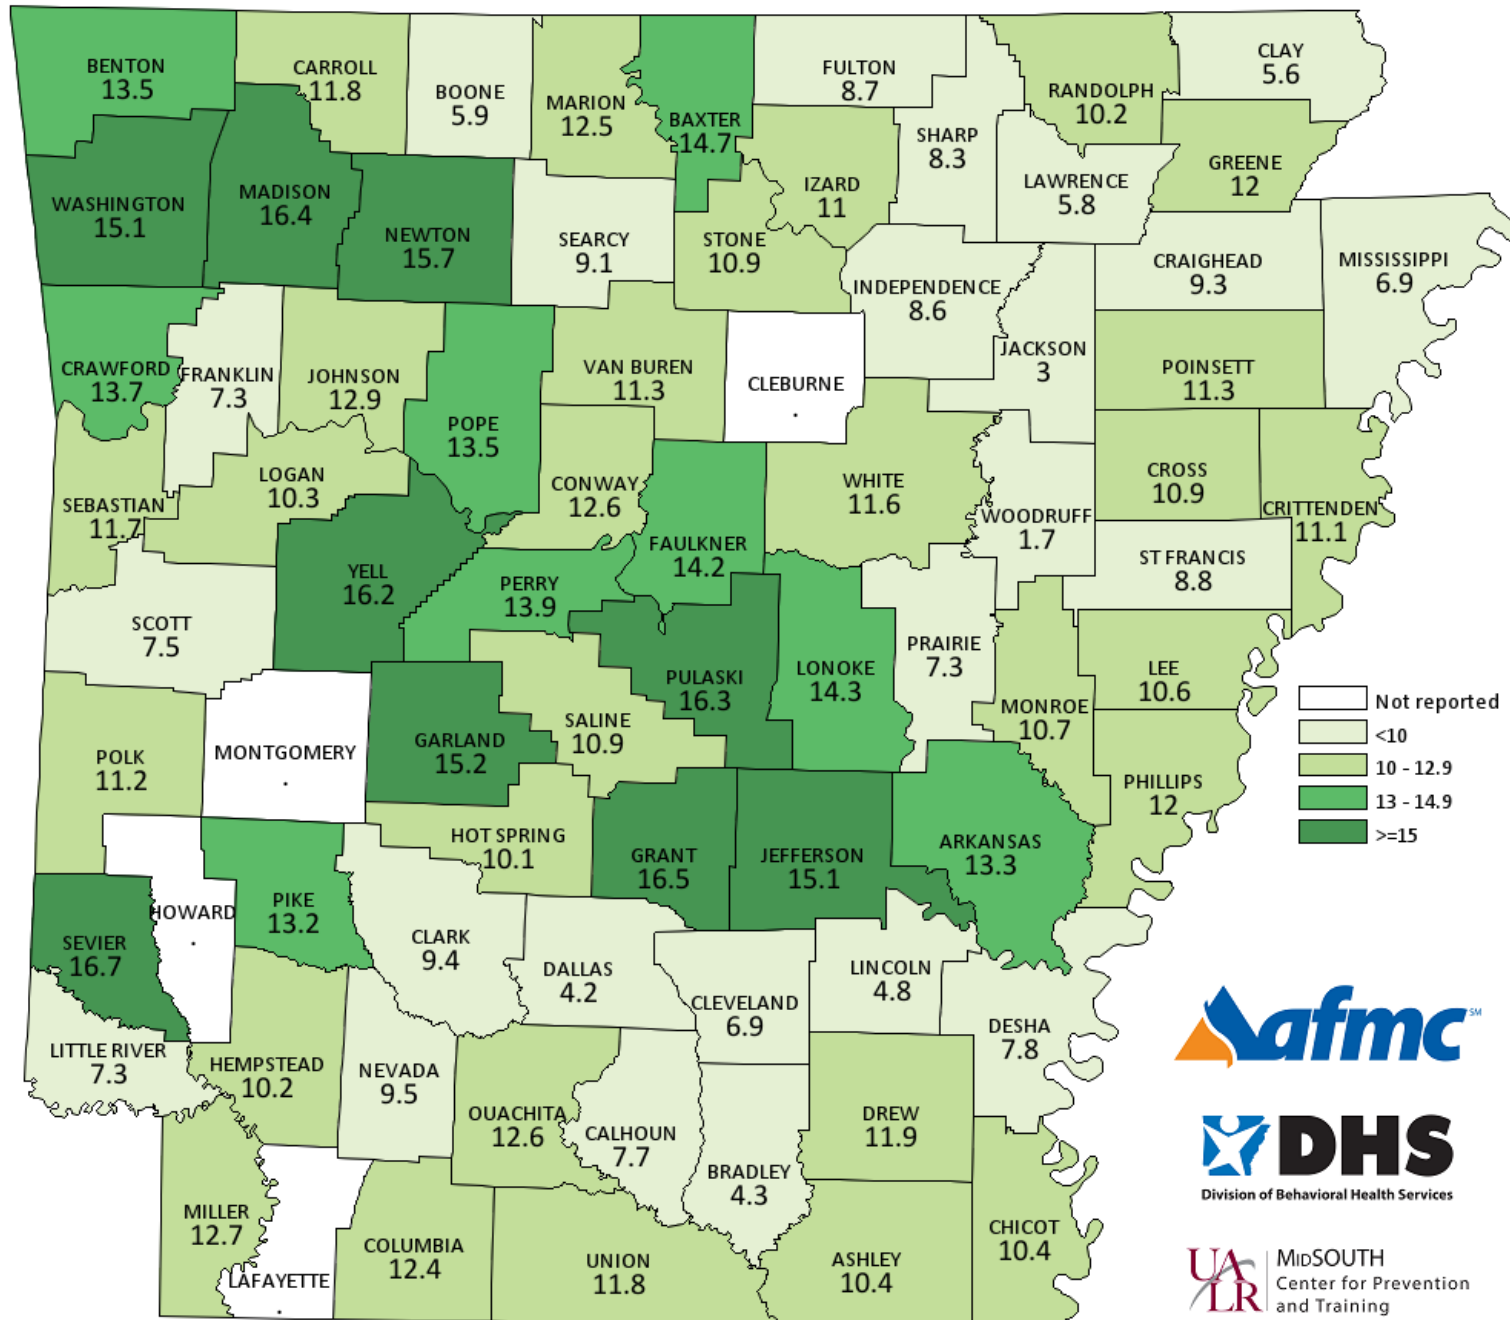 BENTON
13.5
CARROLL
11.8
BOONE
5.9
MARION
12.5
BAXTER
14.7
FULTON
8.7
RANDOLPH
10.2
CLAY
5.6
SHARP
8.3
GREENE
12
IZARD
11
LAWRENCE
5.8
WASHINGTON
15.1
MADISON
16.4
NEWTON
15.7
SEARCY
9.1
STONE
10.9
INDEPENDENCE
8.6
CRAIGHEAD
9.3
MISSISSIPPI
6.9
JACKSON
3
CRAWFORD
13.7
FRANKLIN
7.3
JOHNSON
12.9
POPE
13.5
VAN BUREN
11.3
CLEBURNE
.
POINSETT
11.3
SEBASTIAN
11.7
LOGAN
10.3
CONWAY
12.6
WHITE
11.6
WOODRUFF
1.7
CROSS
10.9
CRITTENDEN
11.1
YELL
16.2
PERRY
13.9
FAULKNER
14.2
ST FRANCIS
8.8
SCOTT
7.5
PULASKI
16.3
LONOKE
14.3
PRAIRIE
7.3
LEE
10.6
MONROE
10.7
POLK
11.2
MONTGOMERY
.
GARLAND
15.2
SALINE
10.9
PHILLIPS
12
HOT SPRING
10.1
GRANT
16.5
JEFFERSON
15.1
ARKANSAS
13.3
Not reported
<10
10 - 12.9
13 - 14.9
>=15
SEVIER
16.7
HOWARD
.
PIKE
13.2
CLARK
9.4
DALLAS
4.2
CLEVELAND
6.9
LINCOLN
4.8
DESHA
7.8
LITTLE RIVER
7.3
HEMPSTEAD
10.2
NEVADA
9.5
OUACHITA
12.6
CALHOUN
7.7
BRADLEY
4.3
DREW
11.9
MILLER
12.7
LAFAYETTE
.
COLUMBIA
12.4
UNION
11.8
ASHLEY
10.4
CHICOT
10.4
afmc SM
DHS
Division of Behavioral Health Services
UALR
MIDSOUTH
Center for Prevention
and Training